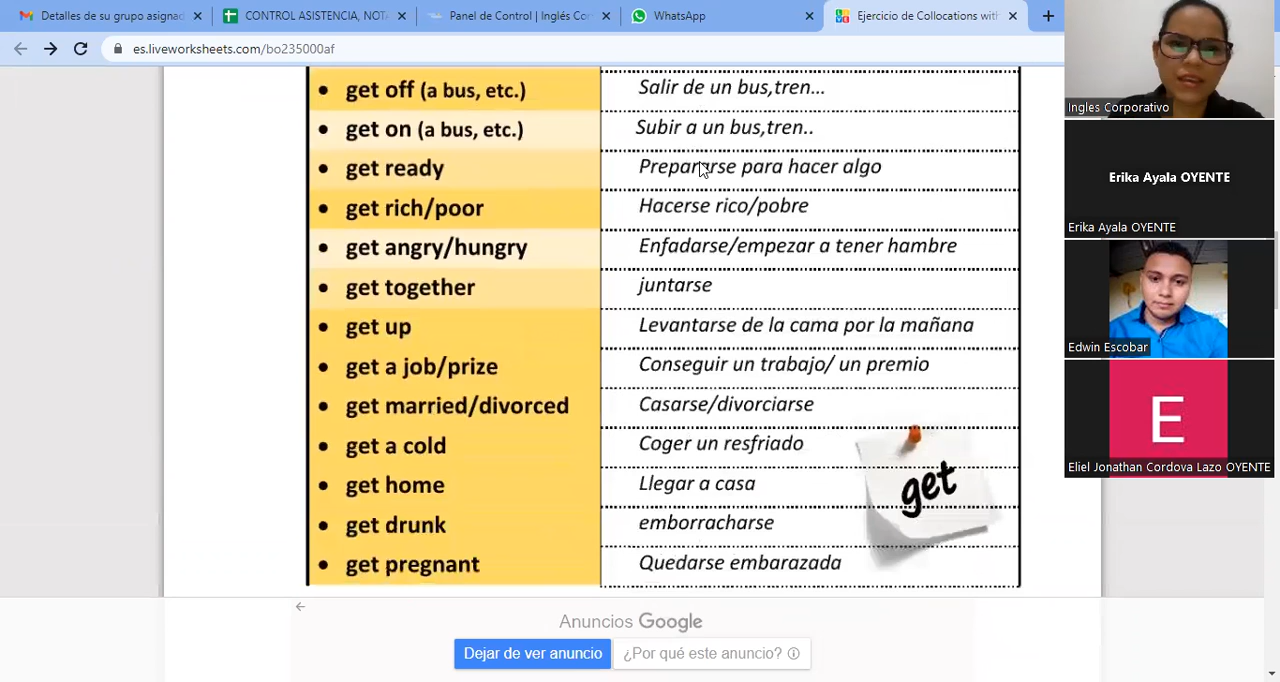 Detalles de su grupo asignad
CONTROL ASISTENCIA, NOT
Panel de Control | Inglés Cor
WhatsApp
Ejercicio de Collocations with
es.liveworksheets.com/bo235000af
• get off (a bus, etc.) Salir de un bus,tren...
• get on (a bus, etc.) Subir a un bus,tren..
• get ready Prepararse para hacer algo
• get rich/poor Hacerse rico/pobre
• get angry/hungry Enfadarse/empezar a tener hambre
• get together juntarse
• get up Levantarse de la cama por la mañana
• get a job/prize Conseguir un trabajo/ un premio
• get married/divorced Casarse/divorciarse
• get a cold Coger un resfriado
• get home Llegar a casa
• get drunk emborracharse
• get pregnant Quedarse embarazada
get
Anuncios Google
Dejar de ver anuncio
¿Por qué este anuncio?
Ingles Corporativo
Erika Ayala OYENTE
Erika Ayala OYENTE
Edwin Escobar
E
Eliel Jonathan Cordova Lazo OYENTE